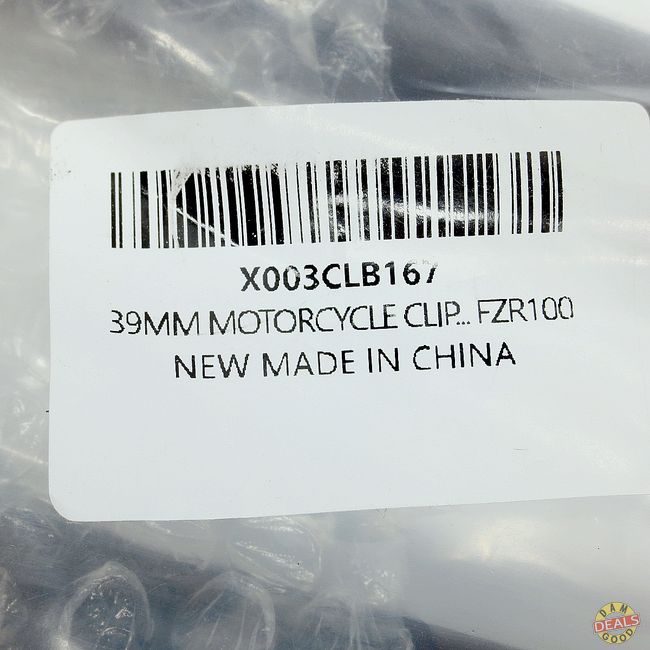 X003CLB167
39MM MOTORCYCLE CLIP... FZR100
NEW MADE IN CHINA
DAM
DEALS
GOOD